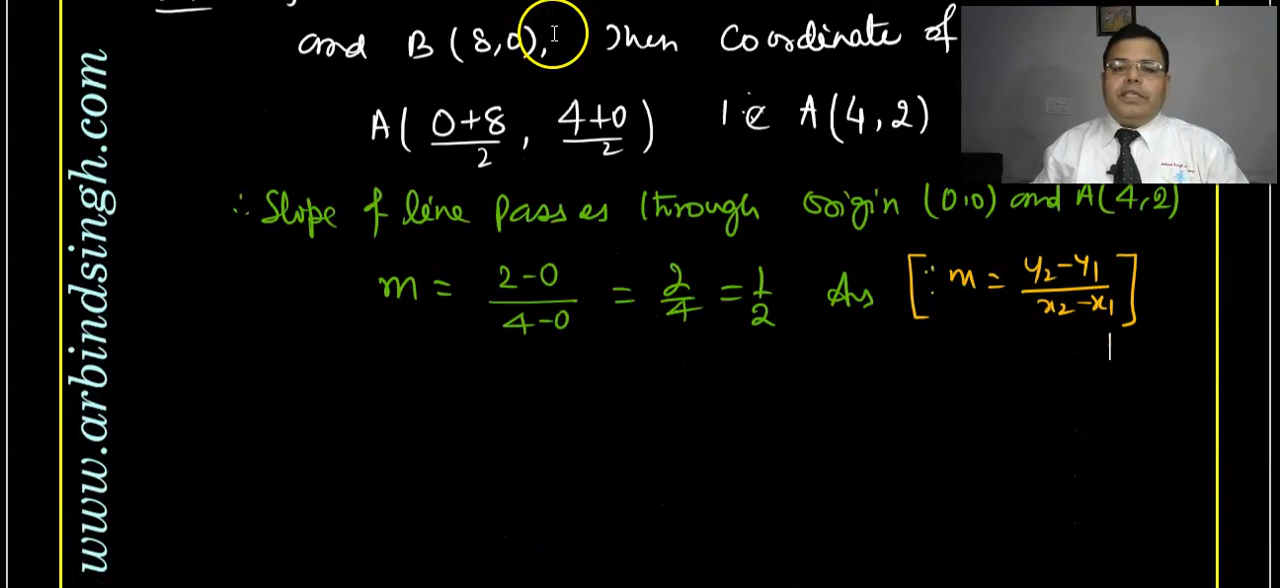 and B (8,0), then coordinate of
A( 0+8/2 , 4+0/2 ) i.e A(4,2)
∴ Slope of line passes through origin (0,0) and A(4,2)
m = 2-0/4-0 = 2/4 = 1/2 Ans [∵ m = y₂-y₁/x₂-x₁]
www.arbindsingh.com